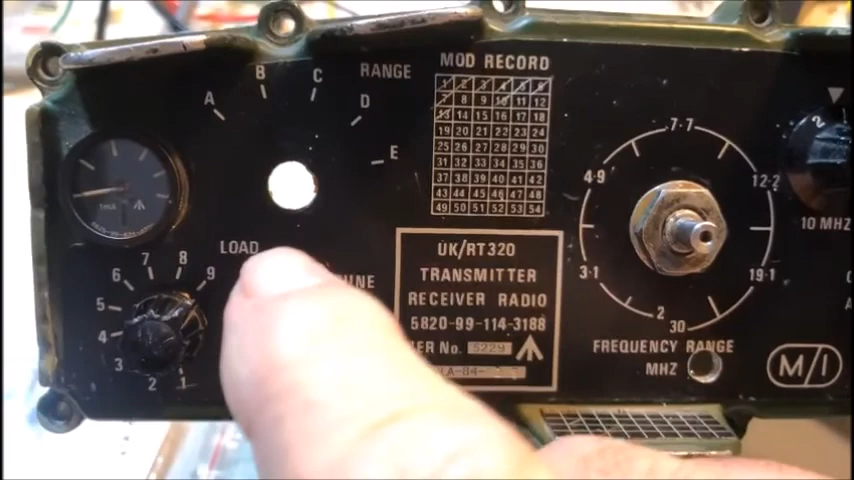 MOD RECORD
1 2 3 4 5 6
7 8 9 10 11 12
13 14 15 16 17 18
19 20 21 22 23 24
25 26 27 28 29 30
31 32 33 34 35 36
37 38 39 40 41 42
43 44 45 46 47 48
49 50 51 52 53 54
RANGE
A B C D E
LOAD
1 2 3 4 5 6 7 8 9
UK/RT320
TRANSMITTER
RECEIVER RADIO
5820-99-114-3188
No. 5229
-84-
7·7
4·9
12·2
3·1
19·1
2
30
FREQUENCY RANGE
MHZ
2
1
10 MHZ
M/I